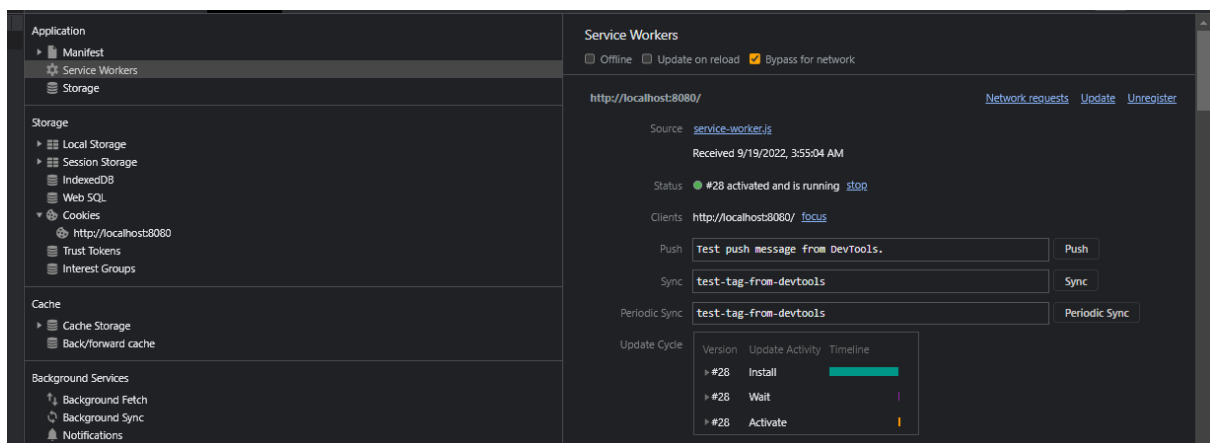 Application
Manifest
Service Workers
Storage
Storage
Local Storage
Session Storage
IndexedDB
Web SQL
Cookies
http://localhost:8080
Trust Tokens
Interest Groups
Cache
Cache Storage
Back/forward cache
Background Services
Background Fetch
Background Sync
Notifications
Service Workers
Offline Update on reload Bypass for network
http://localhost:8080/ Network requests Update Unregister
Source service-worker.js
Received 9/19/2022, 3:55:04 AM
Status #28 activated and is running stop
Clients http://localhost:8080/ focus
Push Test push message from DevTools. Push
Sync test-tag-from-devtools Sync
Periodic Sync test-tag-from-devtools Periodic Sync
Update Cycle Version Update Activity Timeline
#28 Install
#28 Wait
#28 Activate